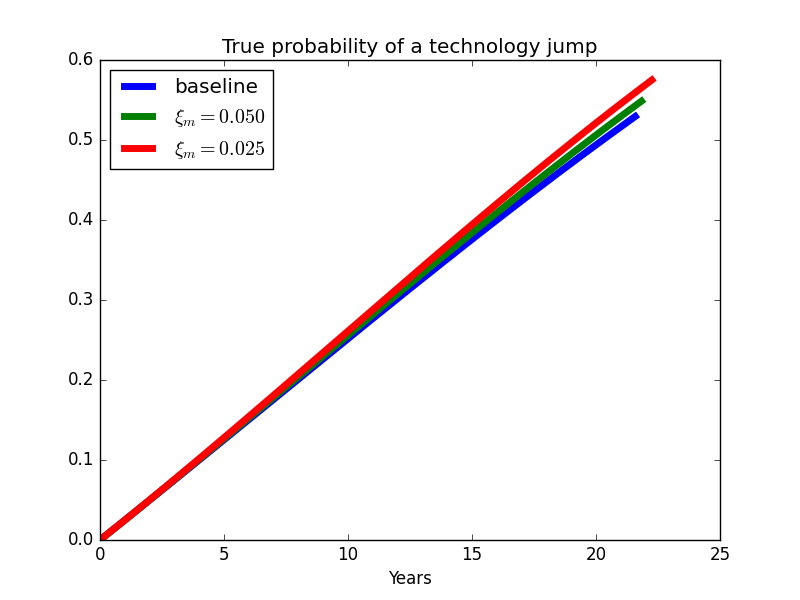 True probability of a technology jump
baseline
ξₘ = 0.050
ξₘ = 0.025
0.6
0.5
0.4
0.3
0.2
0.1
0.0
0 5 10 15 20 25
Years